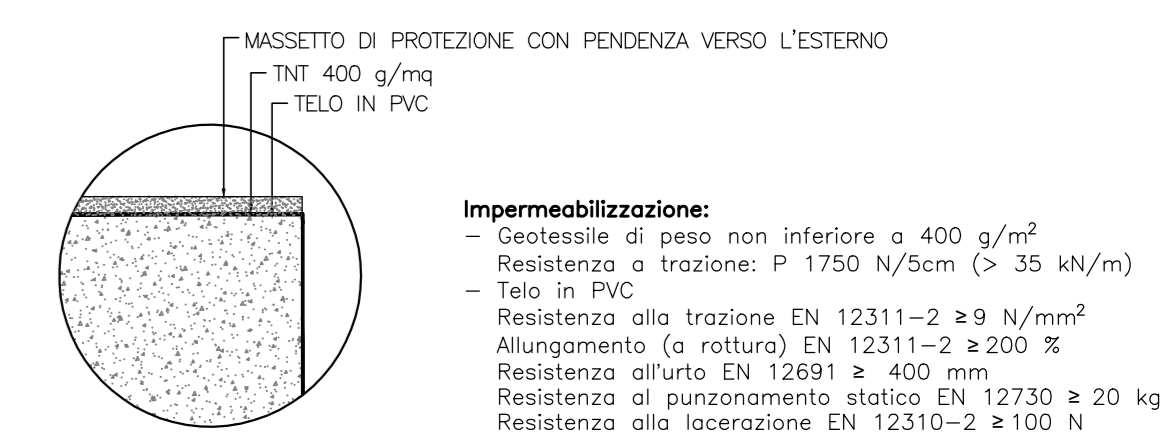 MASSETTO DI PROTEZIONE CON PENDENZA VERSO L'ESTERNO
TNT 400 g/mq
TELO IN PVC
Impermeabilizzazione:
– Geotessile di peso non inferiore a 400 g/m²
Resistenza a trazione: P 1750 N/5cm (> 35 kN/m)
– Telo in PVC
Resistenza alla trazione EN 12311–2 ≥9 N/mm²
Allungamento (a rottura) EN 12311–2 ≥200 %
Resistenza all'urto EN 12691 ≥ 400 mm
Resistenza al punzonamento statico EN 12730 ≥ 20 kg
Resistenza alla lacerazione EN 12310–2 ≥100 N